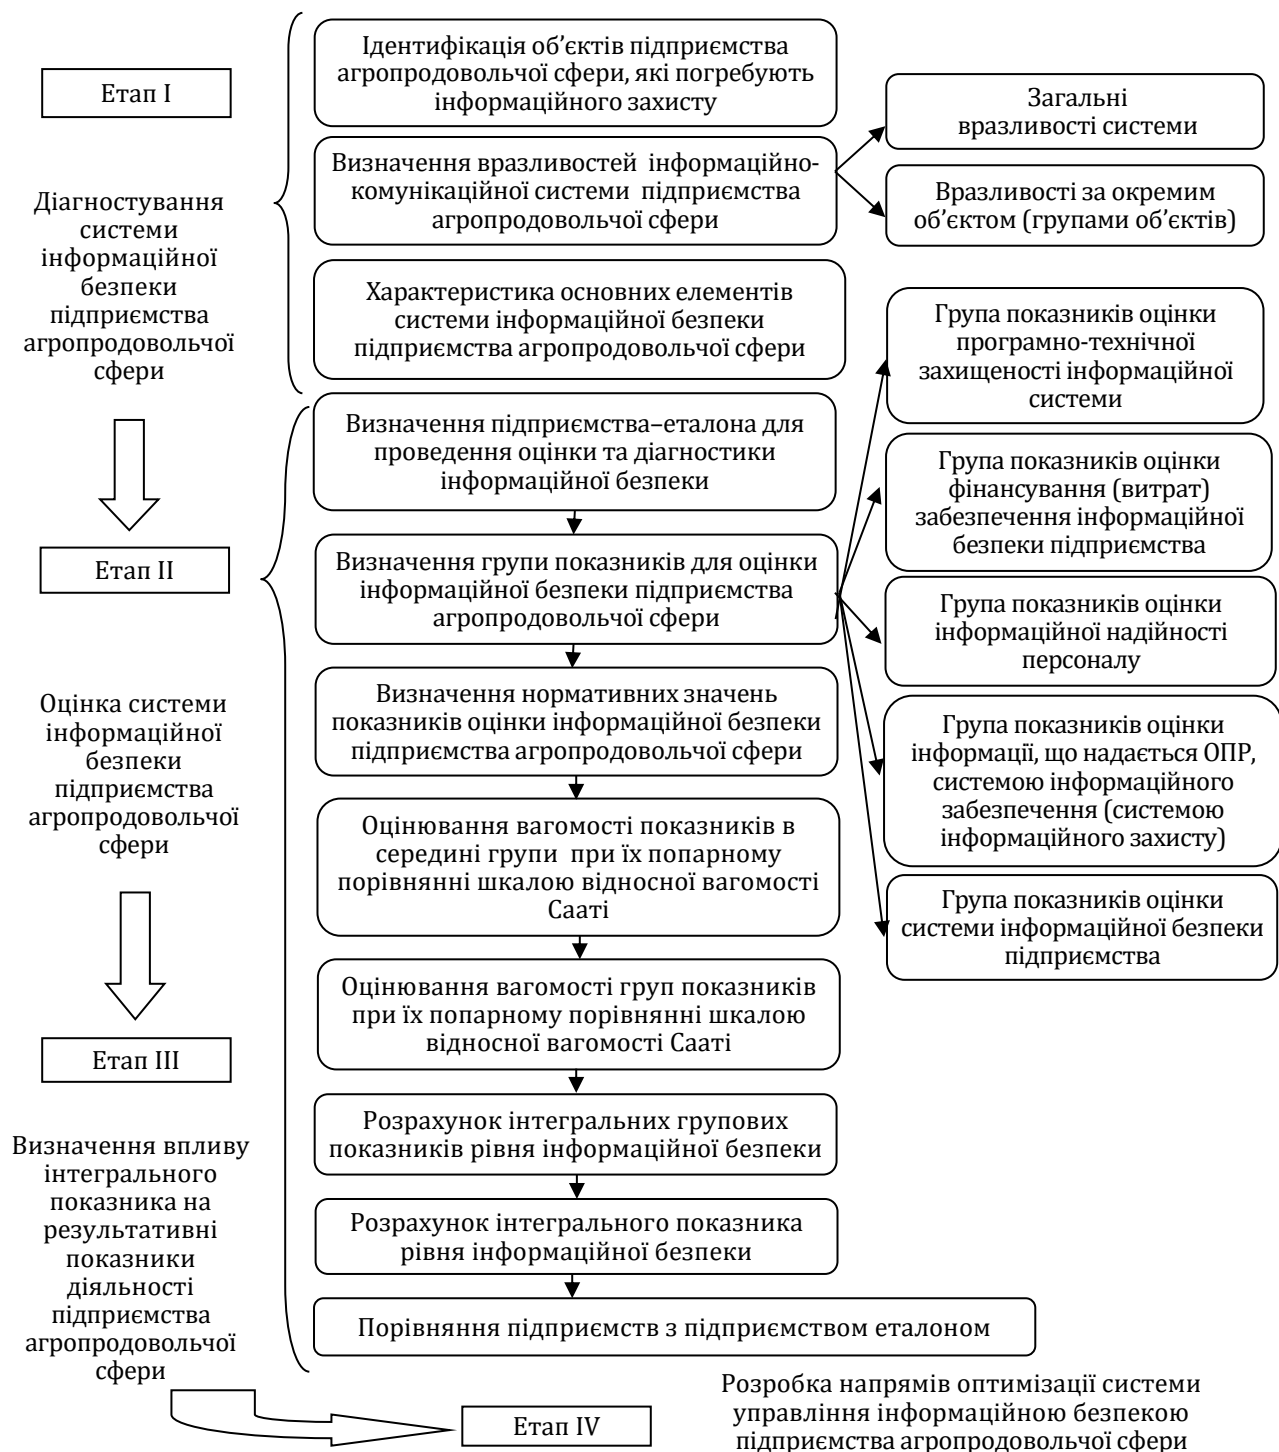 Етап I
Діагностування
системи
інформаційної
безпеки
підприємства
агропродовольчої
сфери
Ідентифікація об’єктів підприємства
агропродовольчої сфери, які погребують
інформаційного захисту
Визначення вразливостей інформаційно-
комунікаційної системи підприємства
агропродовольчої сфери
Загальні
вразливості системи
Вразливості за окремим
об’єктом (групами об’єктів)
Характеристика основних елементів
системи інформаційної безпеки
підприємства агропродовольчої сфери
Етап II
Оцінка системи
інформаційної
безпеки
підприємства
агропродовольчої
сфери
Визначення підприємства–еталона для
проведення оцінки та діагностики
інформаційної безпеки
Визначення групи показників для оцінки
інформаційної безпеки підприємства
агропродовольчої сфери
Група показників оцінки
програмно-технічної
захищеності інформаційної
системи
Група показників оцінки
фінансування (витрат)
забезпечення інформаційної
безпеки підприємства
Група показників оцінки
інформаційної надійності
персоналу
Група показників оцінки
інформації, що надається ОПР,
системою інформаційного
забезпечення (системою
інформаційного захисту)
Група показників оцінки
системи інформаційної безпеки
підприємства
Визначення нормативних значень
показників оцінки інформаційної безпеки
підприємства агропродовольчої сфери
Оцінювання вагомості показників в
середині групи при їх попарному
порівнянні шкалою відносної вагомості
Сааті
Оцінювання вагомості груп показників
при їх попарному порівнянні шкалою
відносної вагомості Сааті
Розрахунок інтегральних групових
показників рівня інформаційної безпеки
Розрахунок інтегрального показника
рівня інформаційної безпеки
Порівняння підприємств з підприємством еталоном
Етап III
Визначення впливу
інтегрального
показника на
результативні
показники
діяльності
підприємства
агропродовольчої
сфери
Етап IV
Розробка напрямів оптимізації системи
управління інформаційною безпекою
підприємства агропродовольчої сфери